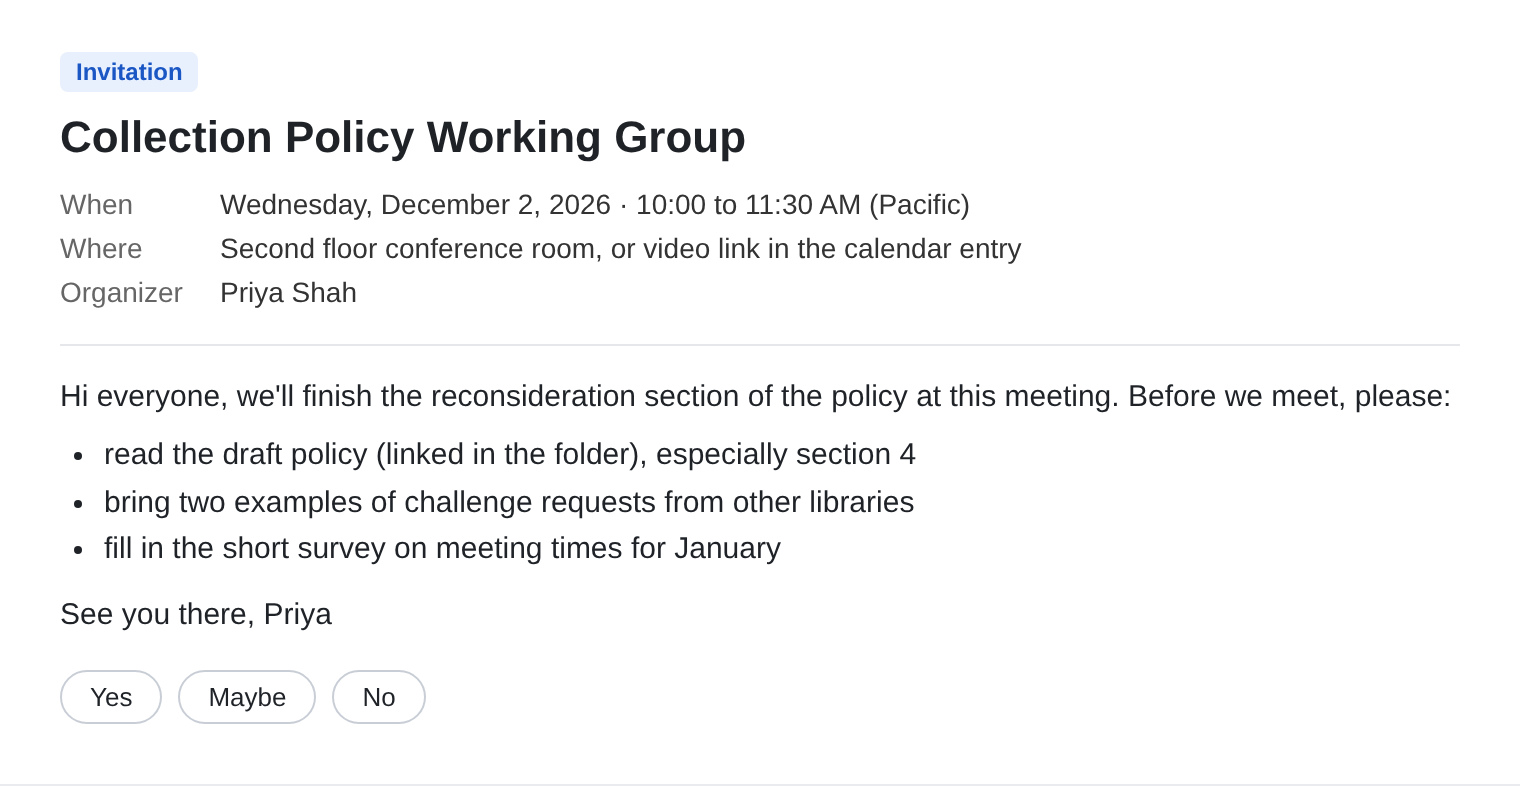 Invitation
Collection Policy Working Group
When Wednesday, December 2, 2026 · 10:00 to 11:30 AM (Pacific)
Where Second floor conference room, or video link in the calendar entry
Organizer Priya Shah
Hi everyone, we'll finish the reconsideration section of the policy at this meeting. Before we meet, please:
• read the draft policy (linked in the folder), especially section 4
• bring two examples of challenge requests from other libraries
• fill in the short survey on meeting times for January
See you there, Priya
Yes Maybe No